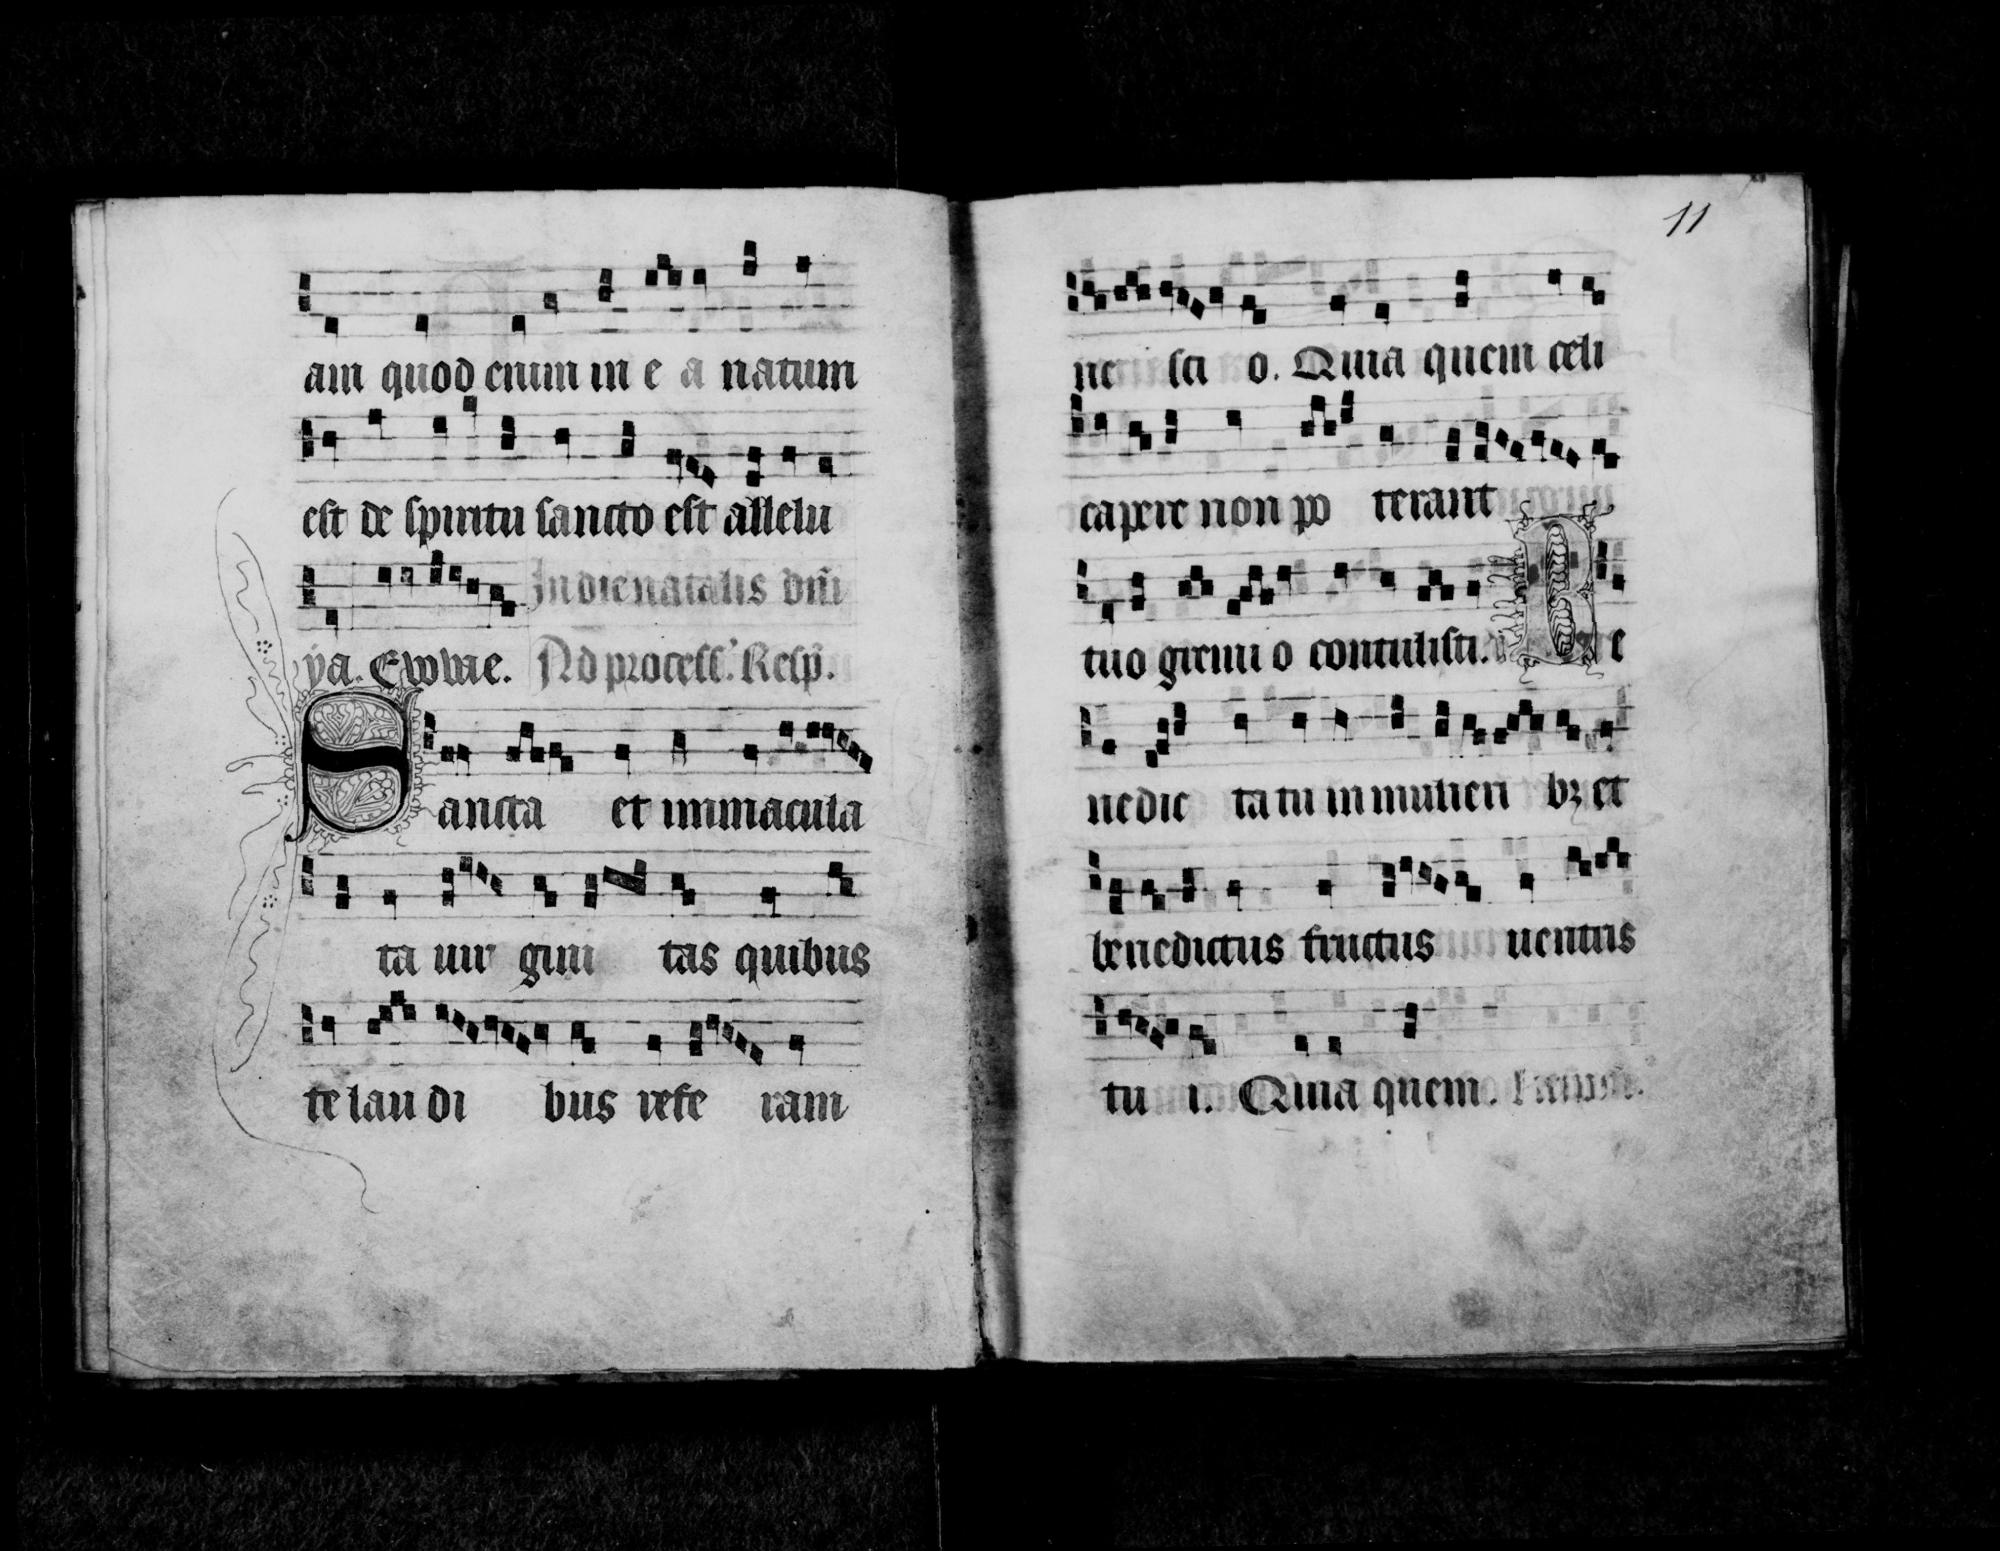 am quod enim in e a natum
est de spiritu sancto est allelu
In die natalis dñi
ya. Evovae. Ad process. Resp.
Sancta et immacula
ta uir gini tas quibus
te lau di bus refe ram
11
ne sci o. Quia quem celi
capere non po terant
tuo gremi o contulisti. Be
nedic ta tu in mulieri bꝫ et
benedictus fructus uentris
tu i. Quia quem.